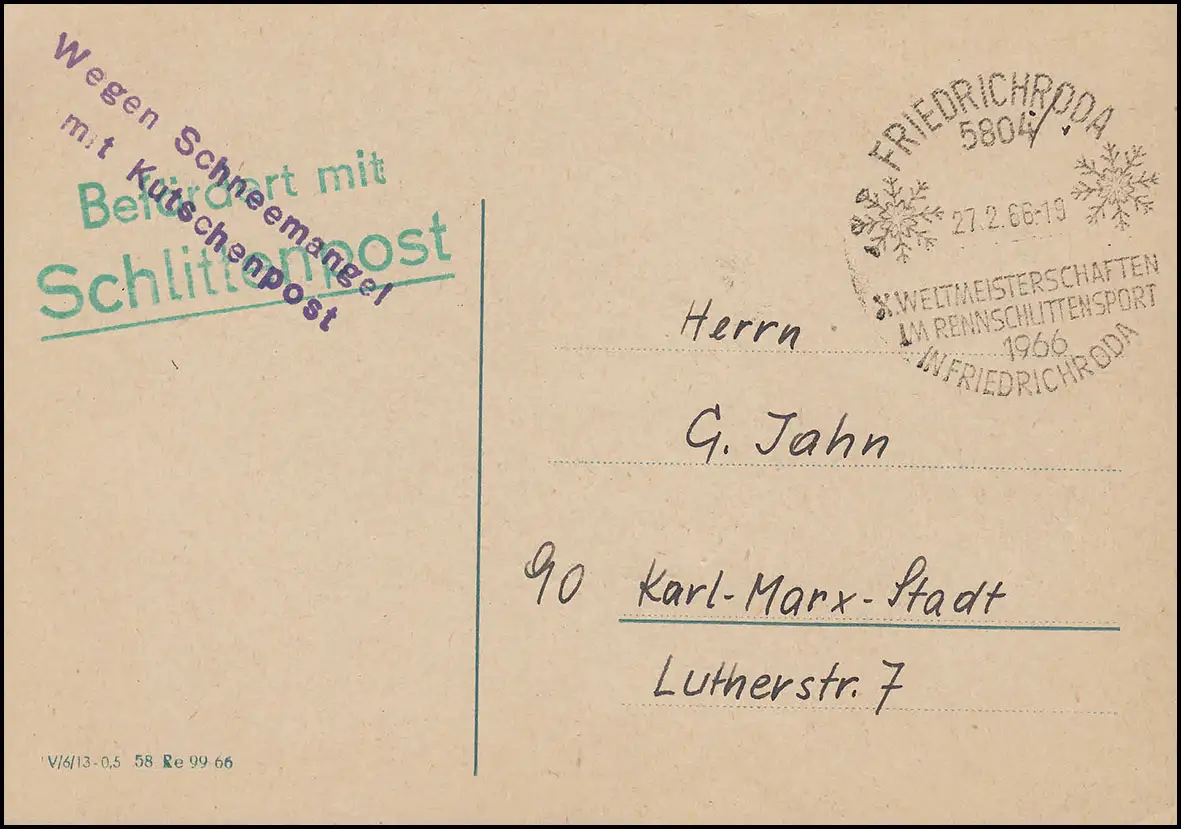 Wegen Schneemangel
mit Kutschenpost
Befördert mit
Schlittenpost
FRIEDRICHRODA
5804
27.2.66-19
X. WELTMEISTERSCHAFTEN
IM RENNSCHLITTENSPORT
1966
IN FRIEDRICHRODA
Herrn
G. Jahn
90 Karl-Marx-Stadt
Lutherstr. 7
V/6/13-0,5 58 Re 99 66